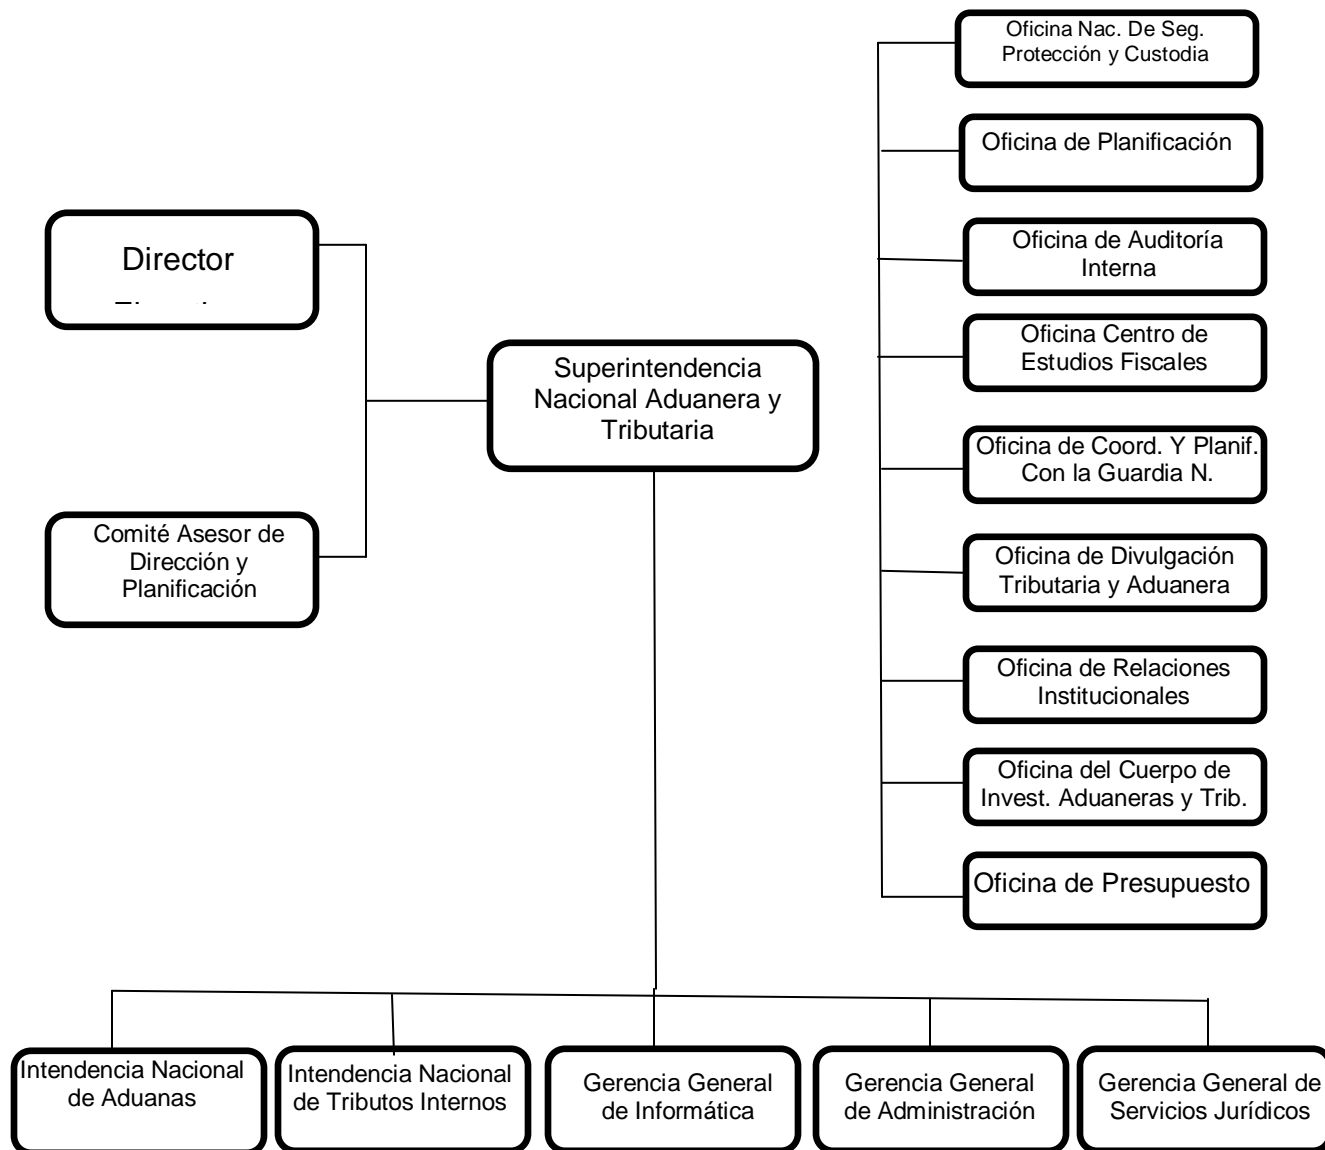 Oficina Nac. De Seg.
Protección y Custodia
Oficina de Planificación
Oficina de Auditoría
Interna
Oficina Centro de
Estudios Fiscales
Oficina de Coord. Y Planif.
Con la Guardia N.
Oficina de Divulgación
Tributaria y Aduanera
Oficina de Relaciones
Institucionales
Oficina del Cuerpo de
Invest. Aduaneras y Trib.
Oficina de Presupuesto
Director
Superintendencia
Nacional Aduanera y
Tributaria
Comité Asesor de
Dirección y
Planificación
Intendencia Nacional
de Aduanas
Intendencia Nacional
de Tributos Internos
Gerencia General
de Informática
Gerencia General
de Administración
Gerencia General de
Servicios Jurídicos